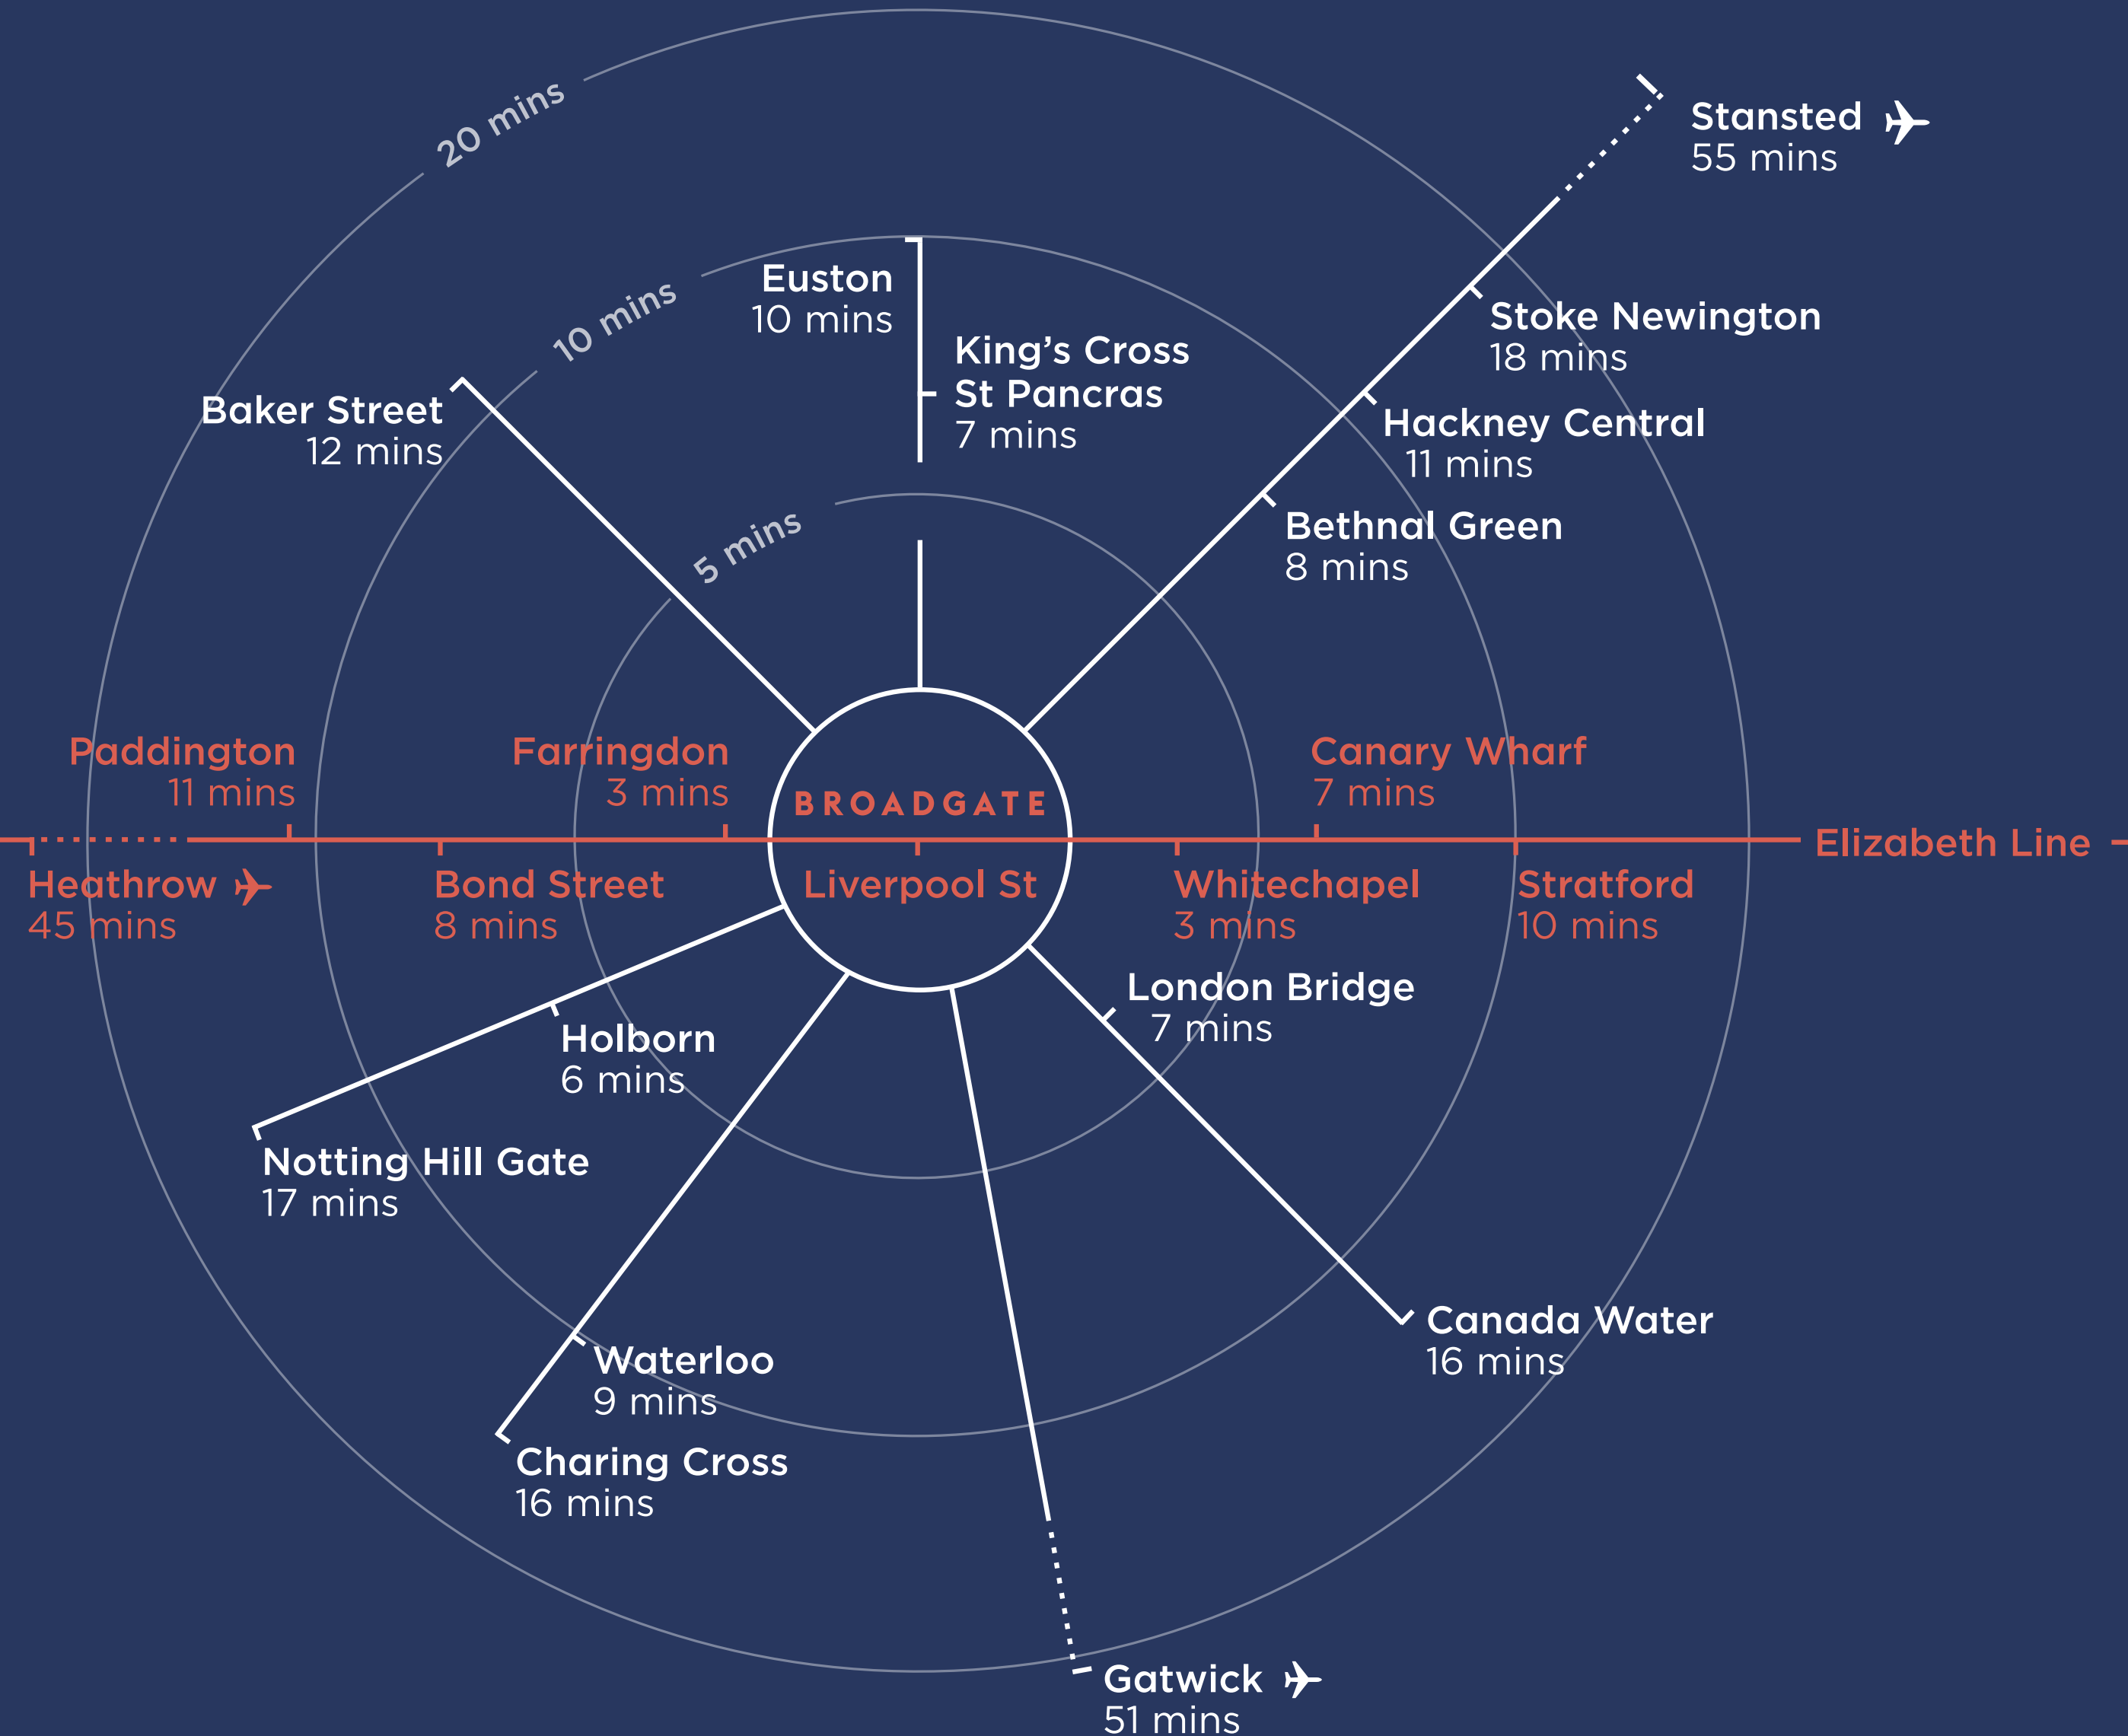 20 mins
Stansted
55 mins
Euston
10 mins
10 mins
Stoke Newington
18 mins
King's Cross
St Pancras
7 mins
Baker Street
12 mins
Hackney Central
11 mins
5 mins
Bethnal Green
8 mins
Paddington
11 mins
Farringdon
3 mins
BROADGATE
Canary Wharf
7 mins
Elizabeth Line
Heathrow
45 mins
Bond Street
8 mins
Liverpool St
Whitechapel
3 mins
Stratford
10 mins
London Bridge
7 mins
Holborn
6 mins
Notting Hill Gate
17 mins
Canada Water
16 mins
Waterloo
9 mins
Charing Cross
16 mins
Gatwick
51 mins